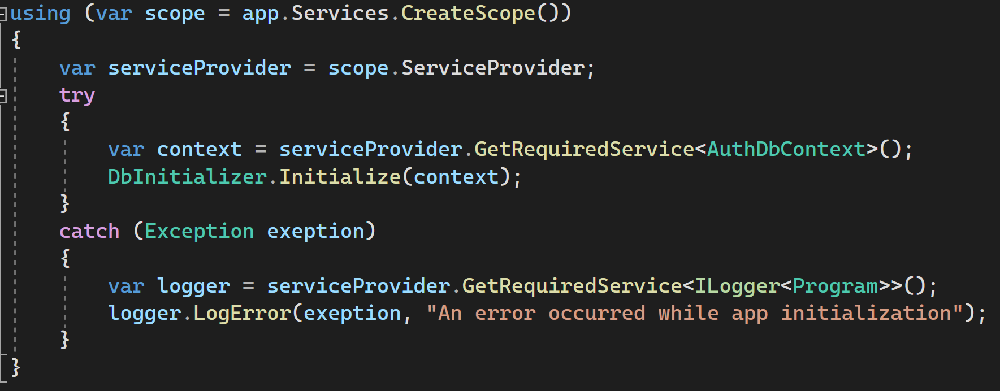 using (var scope = app.Services.CreateScope())
{
    var serviceProvider = scope.ServiceProvider;
    try
    {
        var context = serviceProvider.GetRequiredService<AuthDbContext>();
        DbInitializer.Initialize(context);
    }
    catch (Exception exeption)
    {
        var logger = serviceProvider.GetRequiredService<ILogger<Program>>();
        logger.LogError(exeption, "An error occurred while app initialization");
    }
}